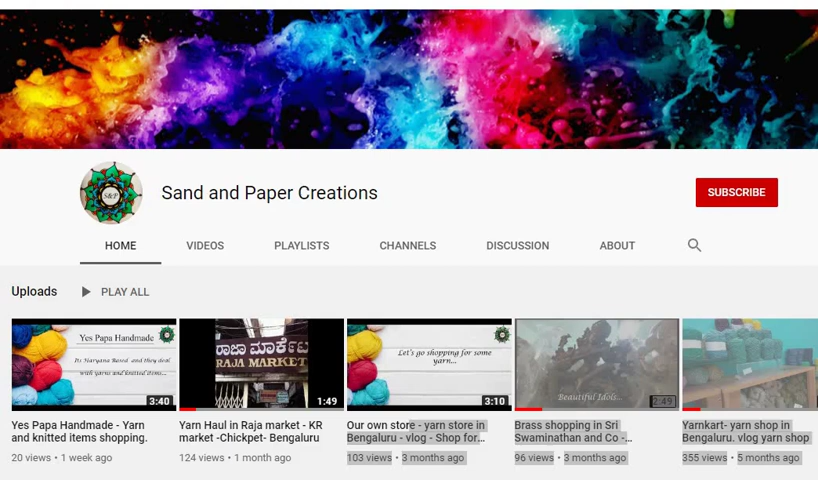 S&P
Sand and Paper Creations
SUBSCRIBE
HOME
VIDEOS
PLAYLISTS
CHANNELS
DISCUSSION
ABOUT
Uploads
PLAY ALL
Yes Papa Handmade
Its Haryana Based and they deal
with yarns and knitted items...
3:40
ರಾಜಾ ಮಾರ್ಕೆಟ
RAJA MARKET
1:49
Let's go shopping for some
yarn...
3:10
Beautiful Idols...
2:49
Yes Papa Handmade - Yarn
and knitted items shopping.
20 views • 1 week ago
Yarn Haul in Raja market - KR
market -Chickpet- Bengaluru
124 views • 1 month ago
Our own store - yarn store in
Bengaluru - vlog - Shop for...
103 views • 3 months ago
Brass shopping in Sri
Swaminathan and Co -...
96 views • 3 months ago
Yarnkart- yarn shop in
Bengaluru. vlog yarn shop
355 views • 5 months ago